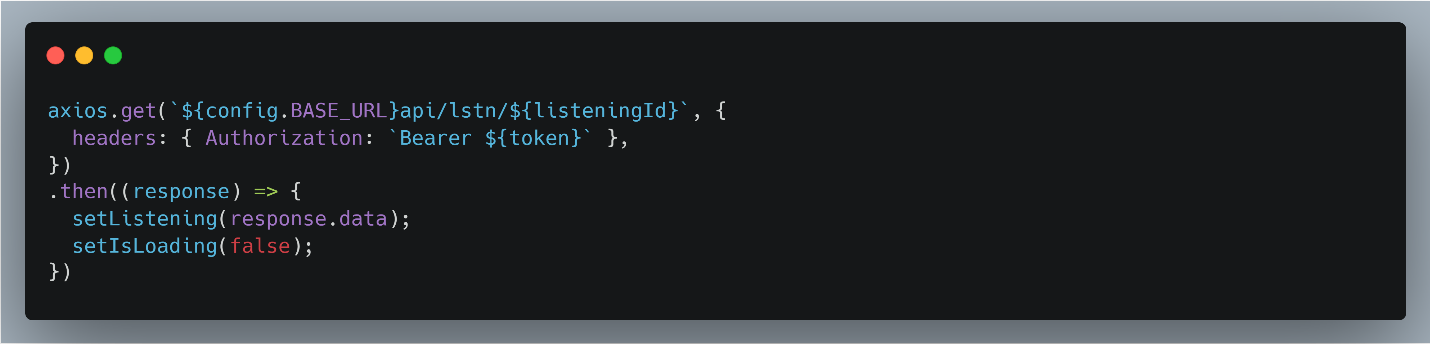 axios.get(`${config.BASE_URL}api/lstn/${listeningId}`, {
  headers: { Authorization: `Bearer ${token}` },
})
.then((response) => {
  setListening(response.data);
  setIsLoading(false);
})